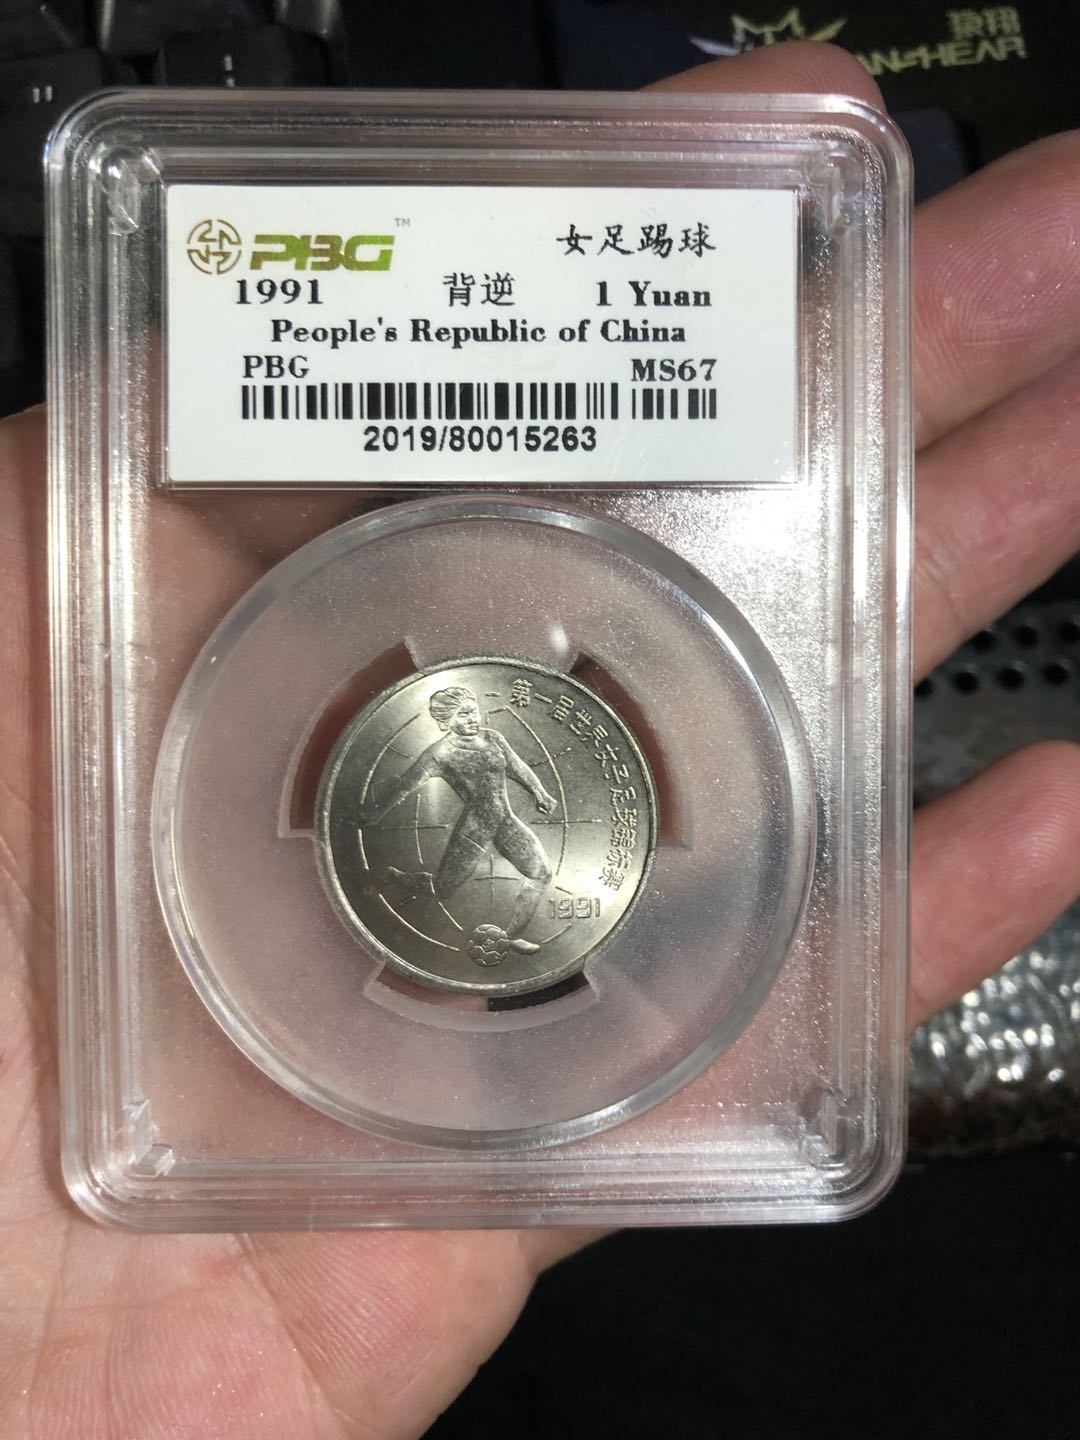 PBG™
女足踢球
1991 背逆 1 Yuan
People's Republic of China
PBG MS67
2019/80015263
第一届世界女子足球锦标赛
1991